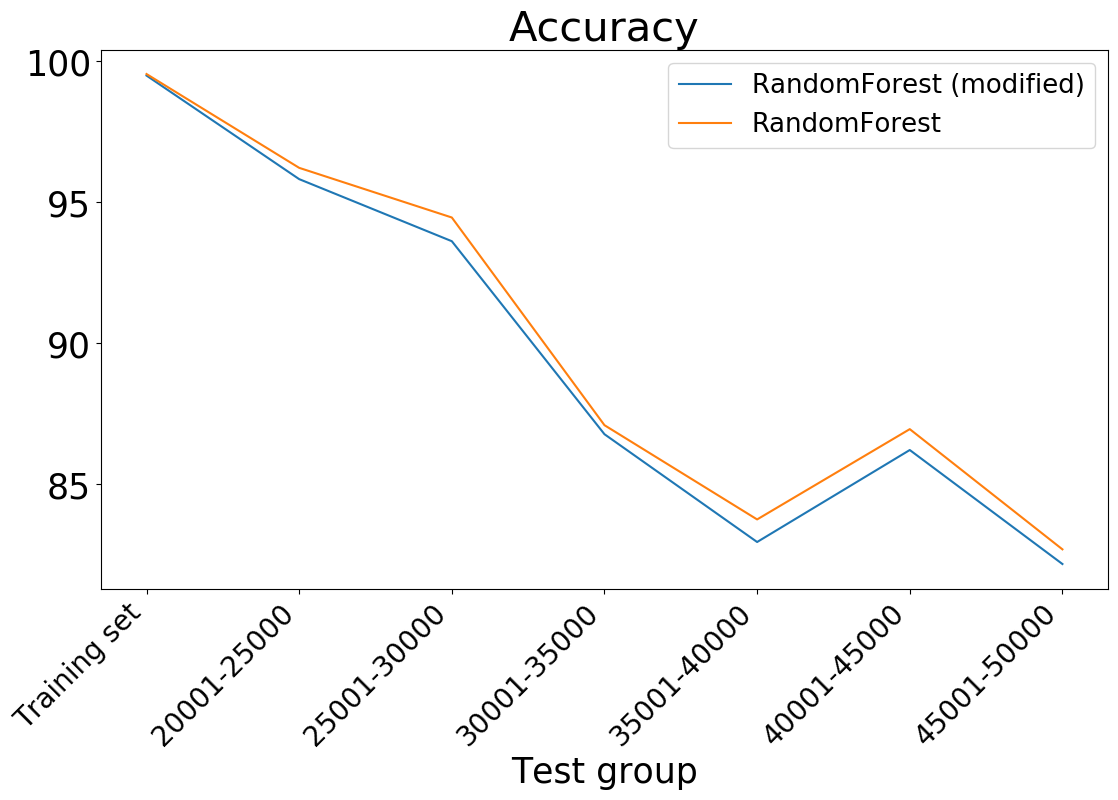 Accuracy
100
95
90
85
RandomForest (modified)
RandomForest
Training set
20001-25000
25001-30000
30001-35000
35001-40000
40001-45000
45001-50000
Test group